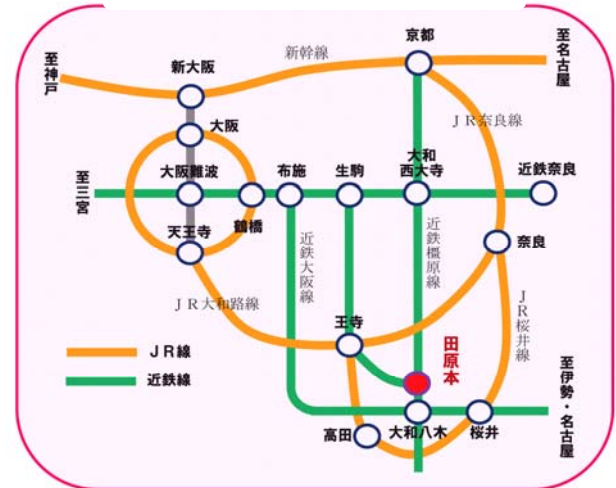 至神戸
新大阪
新幹線
京都
至名古屋
大阪
JR奈良線
至三宮
大阪難波
鶴橋
布施
生駒
大和
西大寺
近鉄奈良
天王寺
近鉄大阪線
近鉄橿原線
奈良
JR大和路線
王寺
田原本
JR桜井線
JR線
近鉄線
至伊勢・名古屋
高田
大和八木
桜井